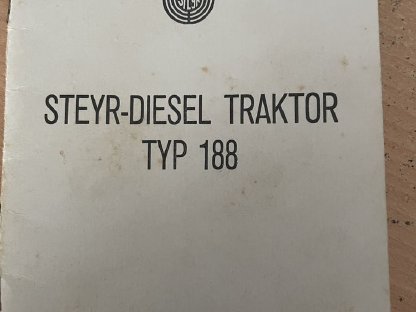 STEYR-DIESEL TRAKTOR
TYP 188